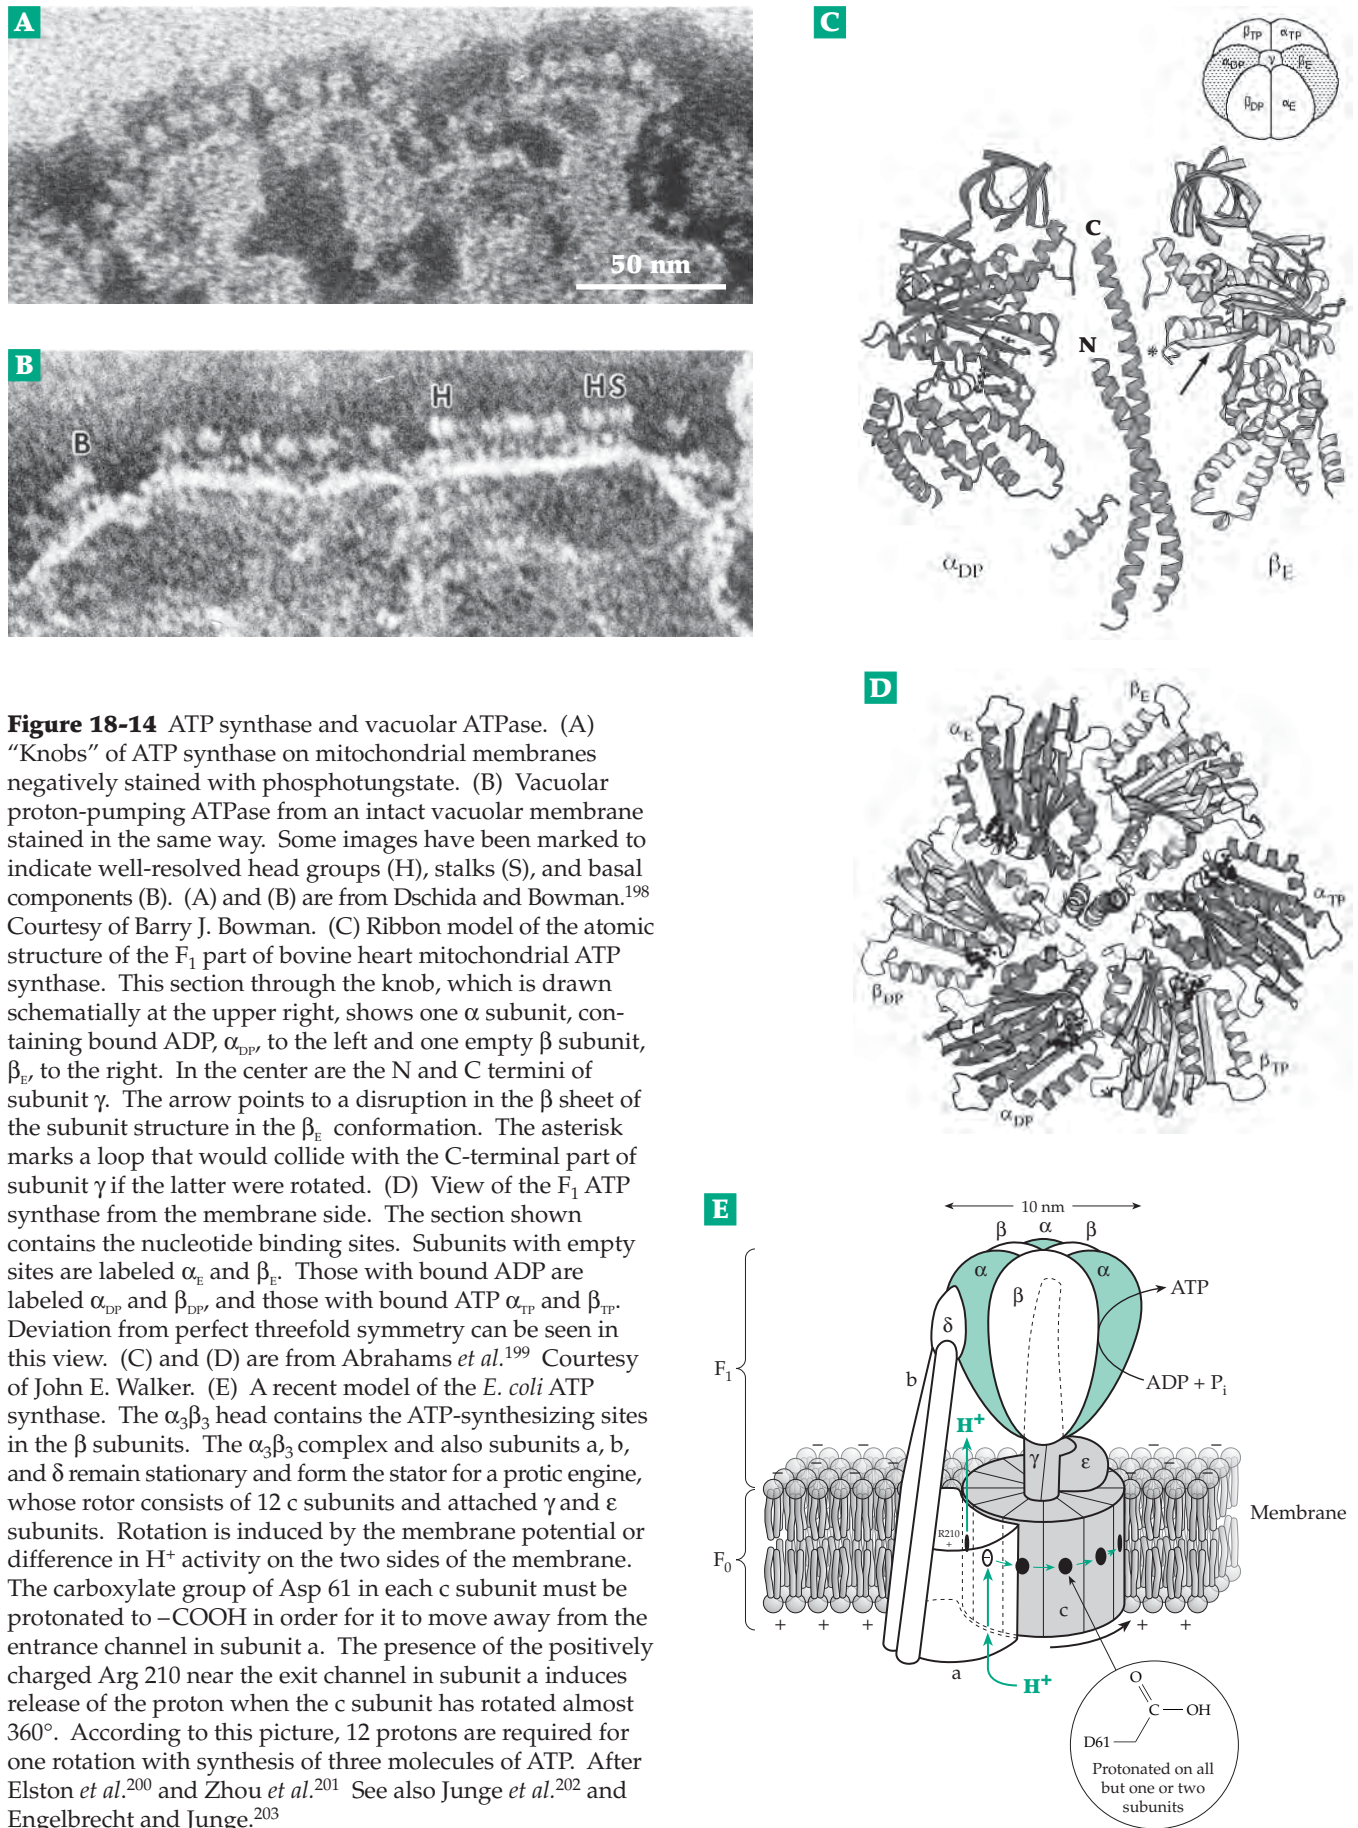 A
50 nm
B
B
H
H S
C
βTP
αTP
αDP
γ
βE
βDP
αE
C
N
*
αDP
βE
D
βE
αE
αTP
βDP
βTP
αDP
Figure 18-14 ATP synthase and vacuolar ATPase. (A)
“Knobs” of ATP synthase on mitochondrial membranes
negatively stained with phosphotungstate. (B) Vacuolar
proton-pumping ATPase from an intact vacuolar membrane
stained in the same way. Some images have been marked to
indicate well-resolved head groups (H), stalks (S), and basal
components (B). (A) and (B) are from Dschida and Bowman.198
Courtesy of Barry J. Bowman. (C) Ribbon model of the atomic
structure of the F1 part of bovine heart mitochondrial ATP
synthase. This section through the knob, which is drawn
schematially at the upper right, shows one α subunit, con-
taining bound ADP, αDP, to the left and one empty β subunit,
βE, to the right. In the center are the N and C termini of
subunit γ. The arrow points to a disruption in the β sheet of
the subunit structure in the βE conformation. The asterisk
marks a loop that would collide with the C-terminal part of
subunit γ if the latter were rotated. (D) View of the F1 ATP
synthase from the membrane side. The section shown
contains the nucleotide binding sites. Subunits with empty
sites are labeled αE and βE. Those with bound ADP are
labeled αDP and βDP, and those with bound ATP αTP and βTP.
Deviation from perfect threefold symmetry can be seen in
this view. (C) and (D) are from Abrahams et al.199 Courtesy
of John E. Walker. (E) A recent model of the E. coli ATP
synthase. The α3β3 head contains the ATP-synthesizing sites
in the β subunits. The α3β3 complex and also subunits a, b,
and δ remain stationary and form the stator for a protic engine,
whose rotor consists of 12 c subunits and attached γ and ε
subunits. Rotation is induced by the membrane potential or
difference in H+ activity on the two sides of the membrane.
The carboxylate group of Asp 61 in each c subunit must be
protonated to –COOH in order for it to move away from the
entrance channel in subunit a. The presence of the positively
charged Arg 210 near the exit channel in subunit a induces
release of the proton when the c subunit has rotated almost
360°. According to this picture, 12 protons are required for
one rotation with synthesis of three molecules of ATP. After
Elston et al.200 and Zhou et al.201 See also Junge et al.202 and
Engelbrecht and Junge.203
E
10 nm
β
α
β
α
β
α
ATP
δ
F1
b
ADP + Pi
H+
γ
ε
– – – – – –
Membrane
R210
+
–
F0
c
+ + + + +
a
H+
O
C — OH
D61
Protonated on all
but one or two
subunits